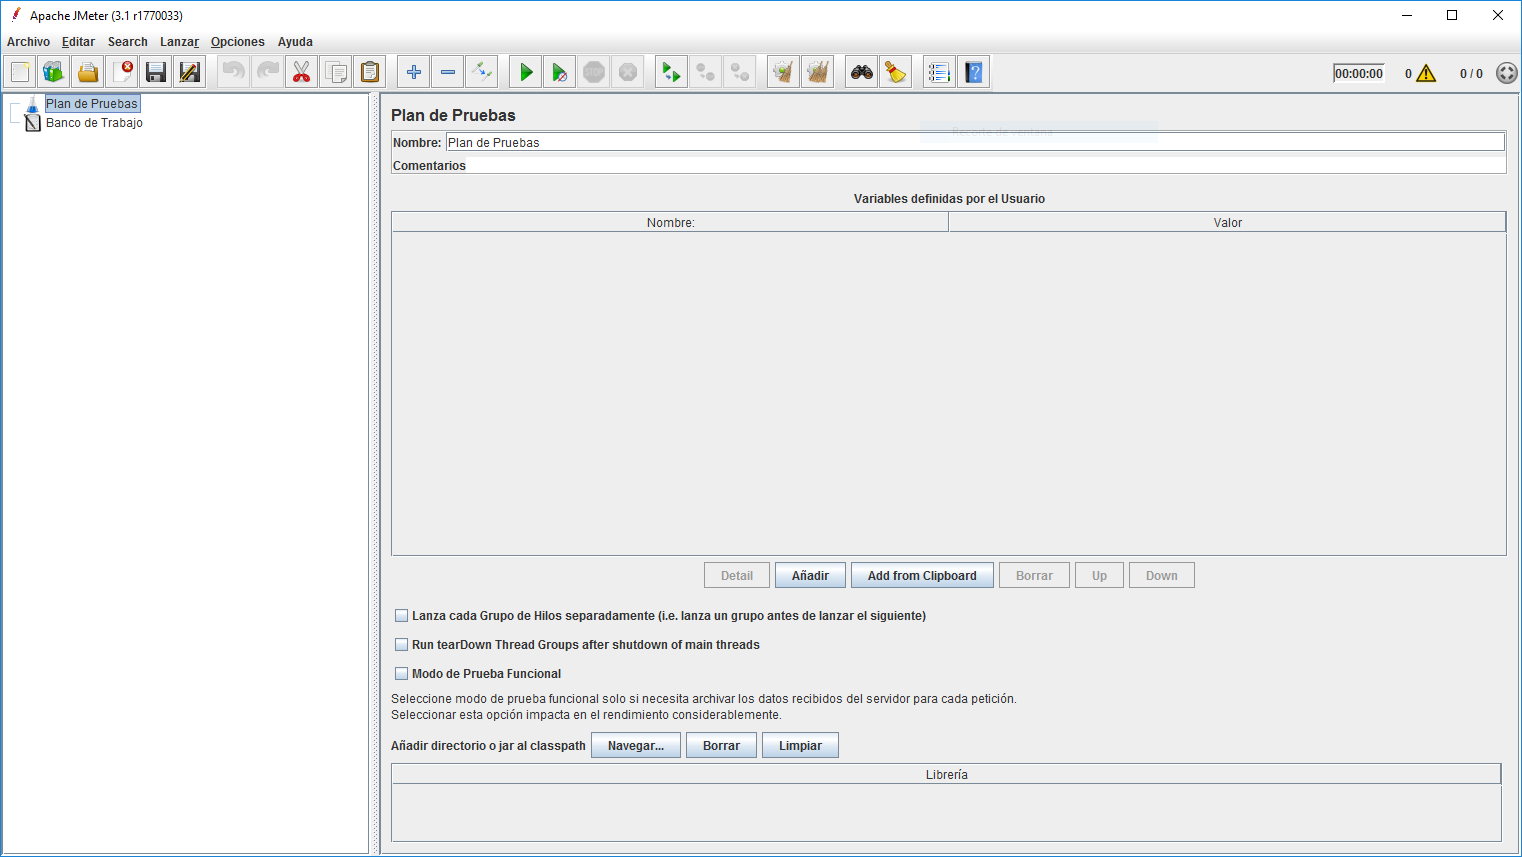 Apache JMeter (3.1 r1770033)
Archivo Editar Search Lanzar Opciones Ayuda
STOP
00:00:00 0 0 / 0
Plan de Pruebas
Banco de Trabajo
Plan de Pruebas
Recorte de ventana
Nombre: Plan de Pruebas
Comentarios
Variables definidas por el Usuario
Nombre: Valor
Detail Añadir Add from Clipboard Borrar Up Down
Lanza cada Grupo de Hilos separadamente (i.e. lanza un grupo antes de lanzar el siguiente)
Run tearDown Thread Groups after shutdown of main threads
Modo de Prueba Funcional
Seleccione modo de prueba funcional solo si necesita archivar los datos recibidos del servidor para cada petición.
Seleccionar esta opción impacta en el rendimiento considerablemente.
Añadir directorio o jar al classpath Navegar... Borrar Limpiar
Librería